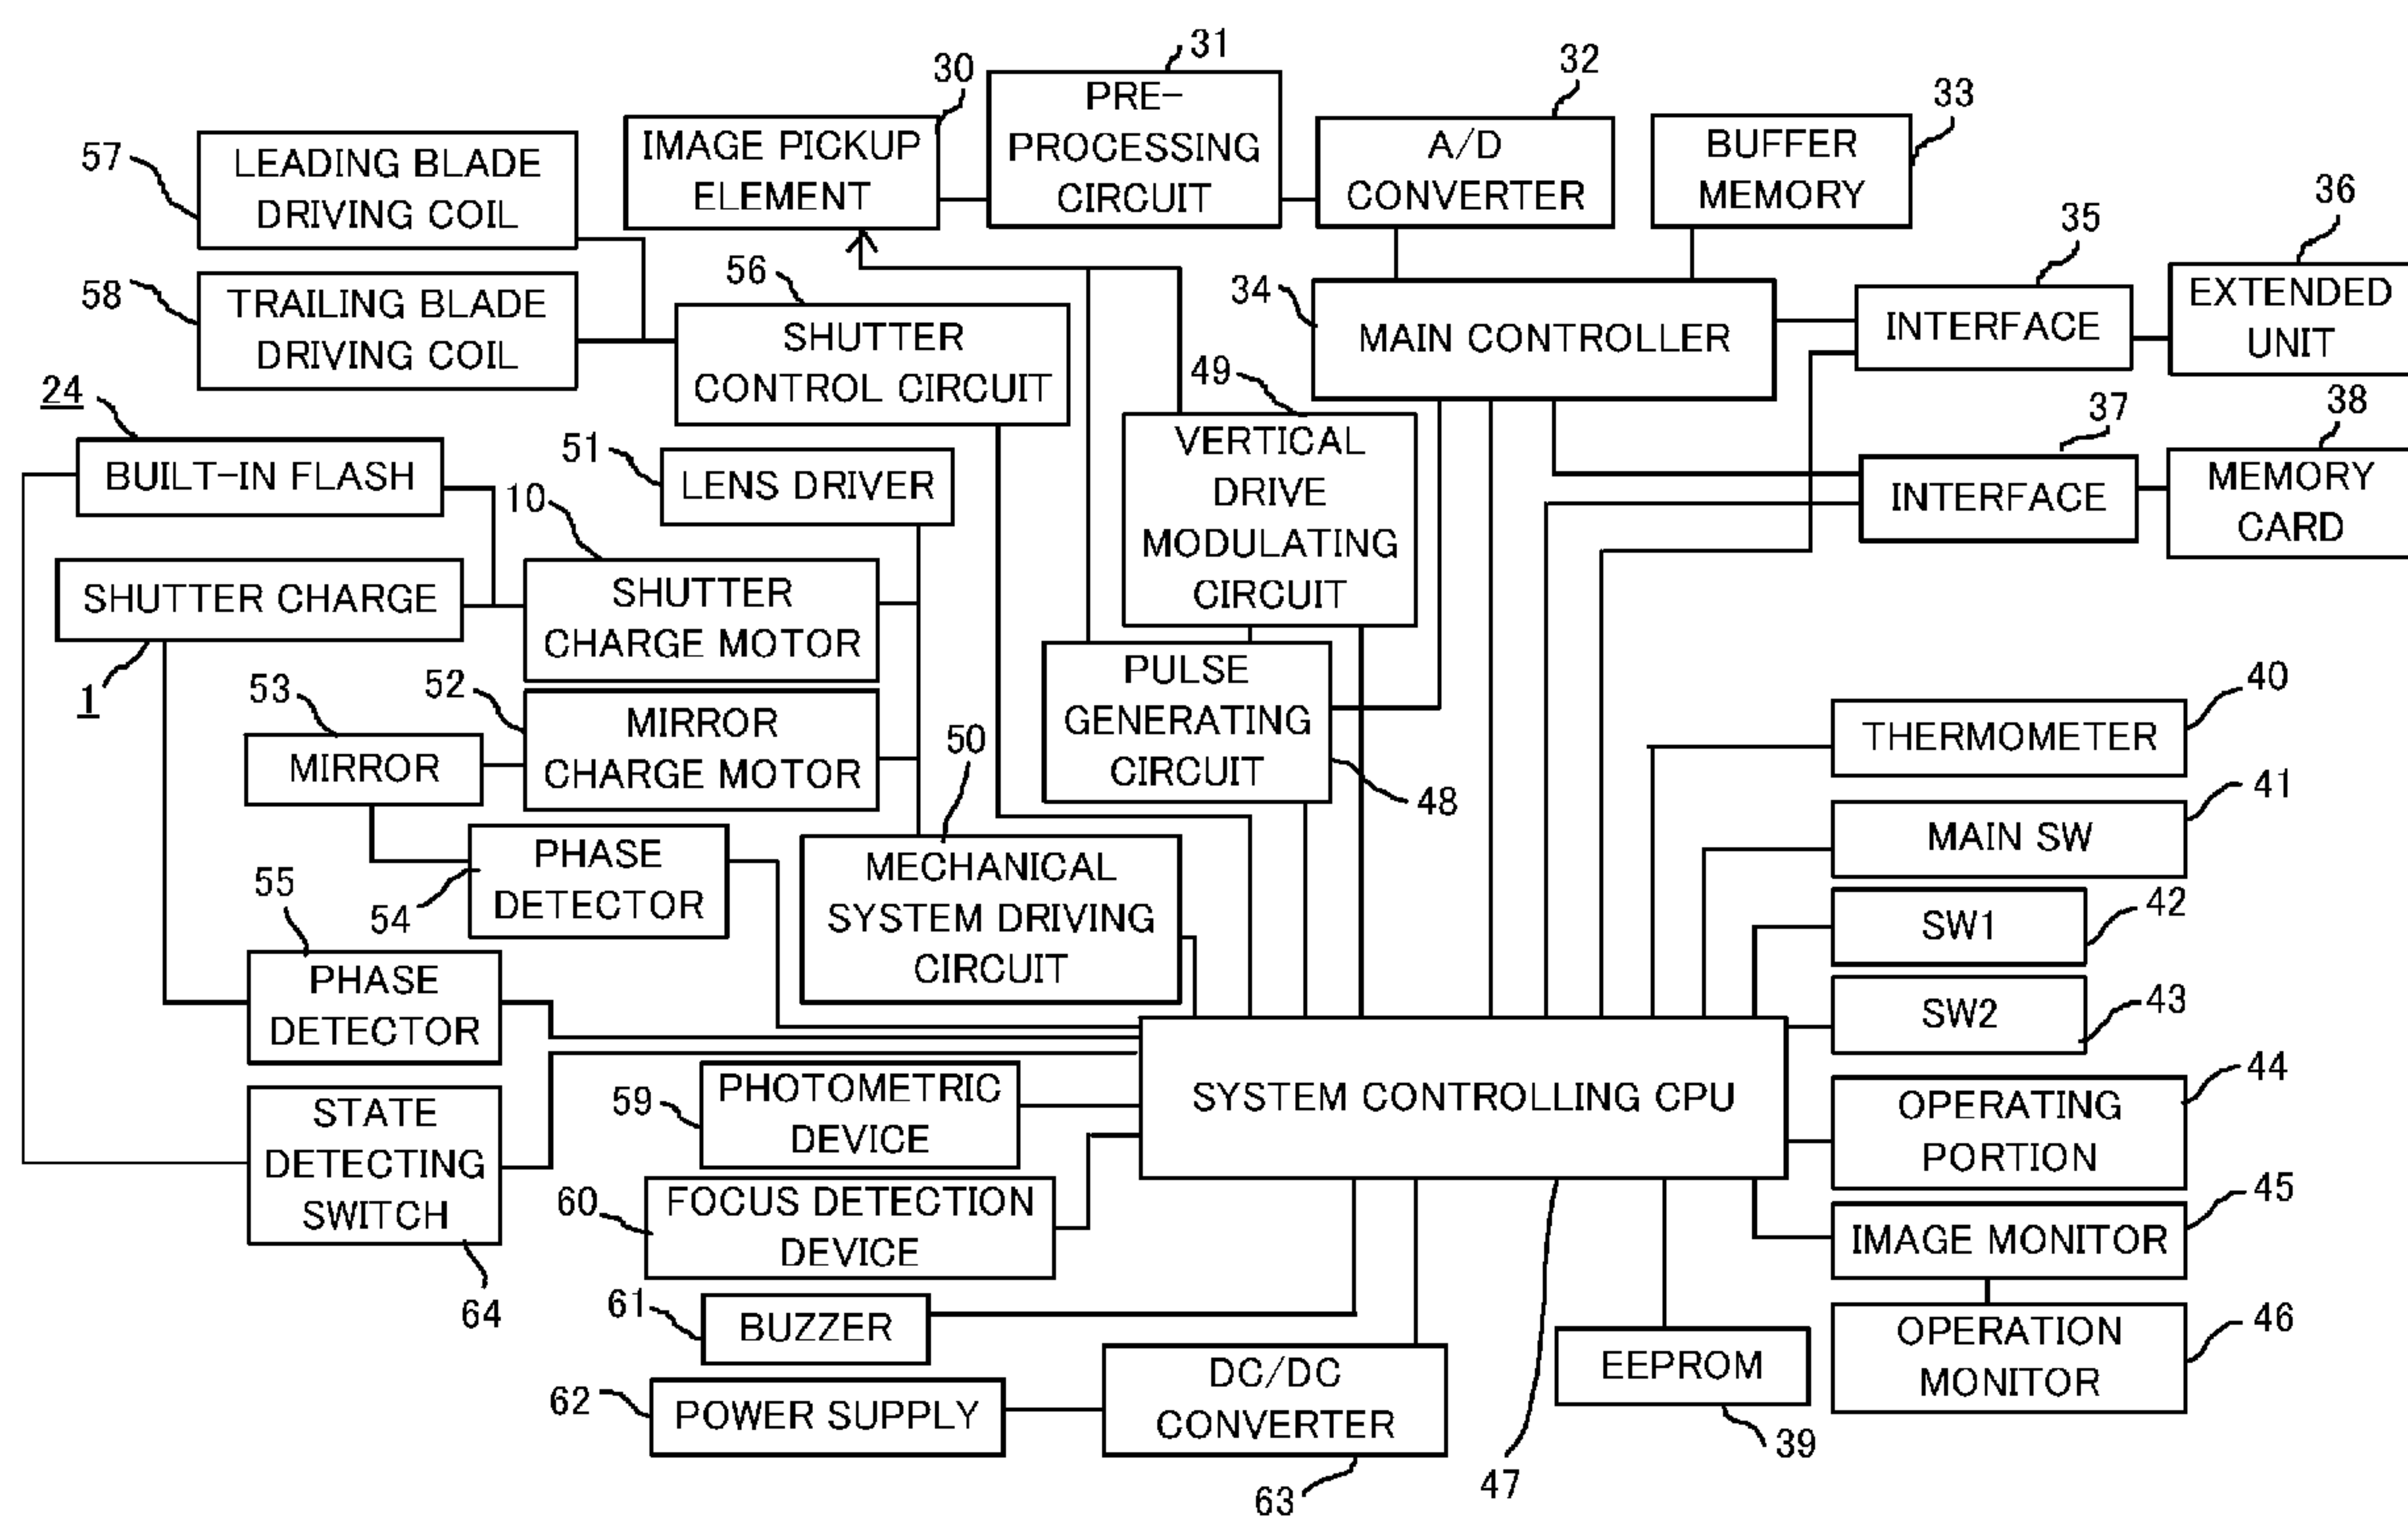 31
30
32
33
PRE-
PROCESSING
CIRCUIT
IMAGE PICKUP
ELEMENT
A/D
CONVERTER
BUFFER
MEMORY
57
LEADING BLADE
DRIVING COIL
36
35
56
58
TRAILING BLADE
DRIVING COIL
SHUTTER
CONTROL CIRCUIT
34
MAIN CONTROLLER
INTERFACE
EXTENDED
UNIT
49
24
37
38
BUILT-IN FLASH
51
LENS DRIVER
VERTICAL
DRIVE
MODULATING
CIRCUIT
INTERFACE
MEMORY
CARD
10
SHUTTER CHARGE
1
SHUTTER
CHARGE MOTOR
53
52
MIRROR
MIRROR
CHARGE MOTOR
50
PULSE
GENERATING
CIRCUIT
48
40
THERMOMETER
41
MAIN SW
PHASE
DETECTOR
54
55
MECHANICAL
SYSTEM DRIVING
CIRCUIT
SW1
42
SW2
43
PHASE
DETECTOR
44
59
PHOTOMETRIC
DEVICE
SYSTEM CONTROLLING CPU
OPERATING
PORTION
STATE
DETECTING
SWITCH
64
60
FOCUS DETECTION
DEVICE
45
IMAGE MONITOR
61
BUZZER
46
OPERATION
MONITOR
62
POWER SUPPLY
DC/DC
CONVERTER
63
47
EEPROM
39